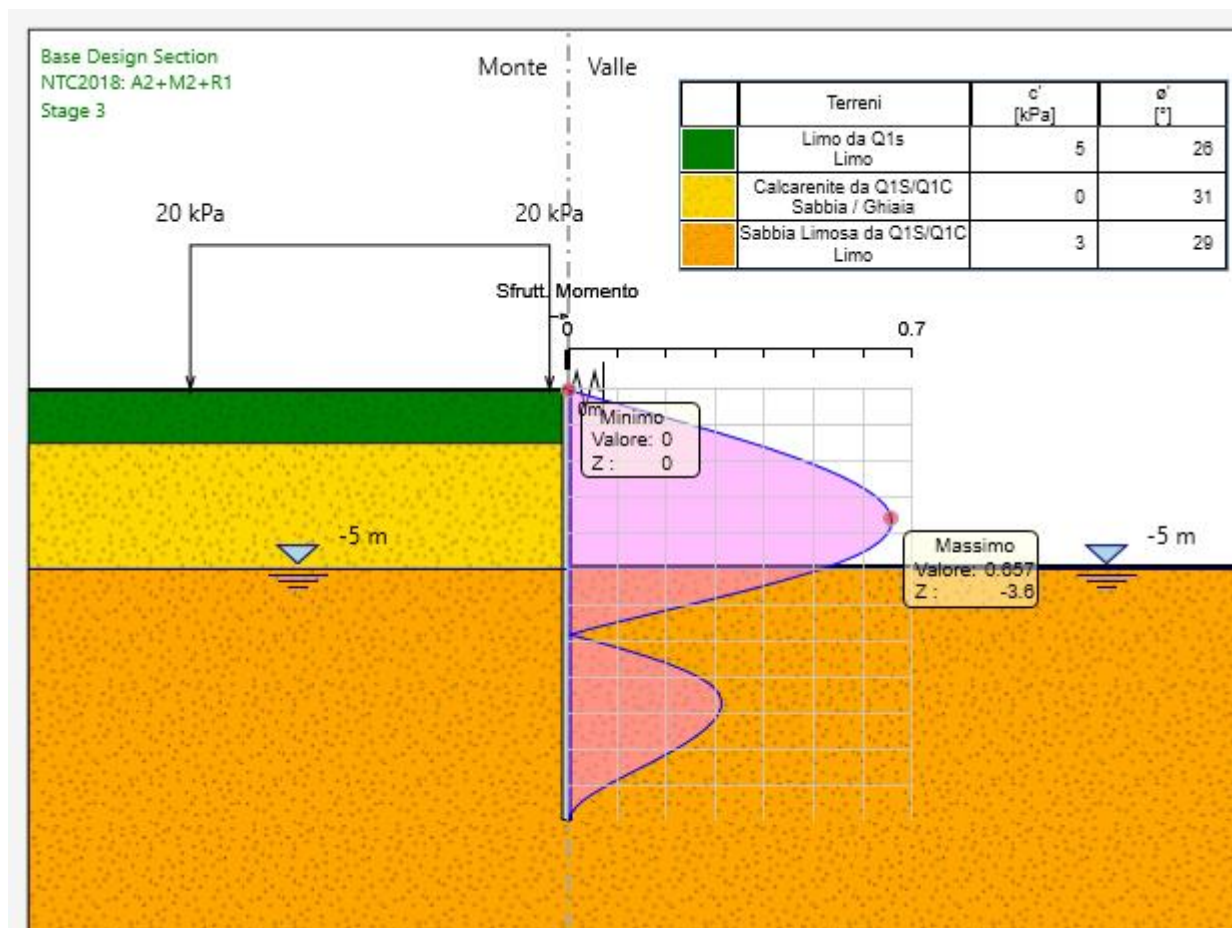 Base Design Section
NTC2018: A2+M2+R1
Stage 3
Monte
Valle
Terreni
c'
[kPa]
ø'
[°]
Limo da Q1s
Limo
5
26
Calcarenite da Q1S/Q1C
Sabbia / Ghiaia
0
31
Sabbia Limosa da Q1S/Q1C
Limo
3
29
20 kPa
20 kPa
Sfrutt. Momento
0
0.7
0m
Minimo
Valore: 0
Z : 0
-5 m
-5 m
Massimo
Valore: 0.657
Z : -3.6